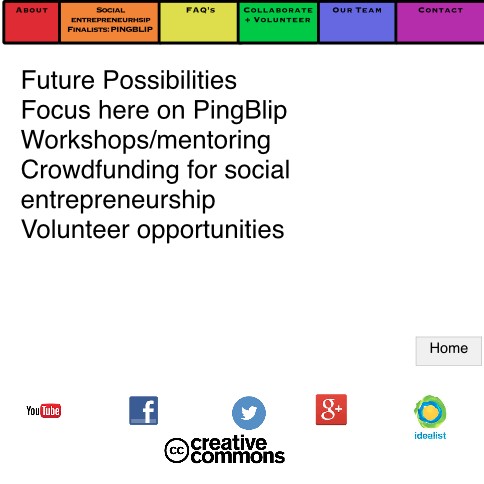 About
Social
entrepreneurhsip
Finalists: PINGBLIP
FAQ's
Collaborate
+ Volunteer
Our Team
Contact
Future Possibilities
Focus here on PingBlip
Workshops/mentoring
Crowdfunding for social
entrepreneurship
Volunteer opportunities
Home
YouTube
f
g+
idealist
cc creative
commons